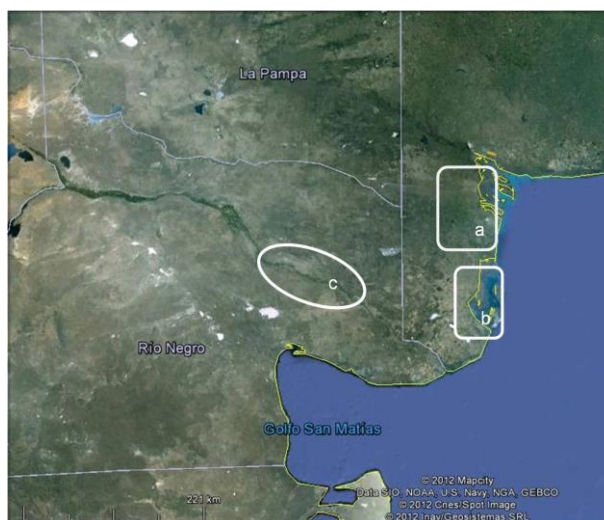 La Pampa
a
c
b
Río Negro
Golfo San Matías
221 km
© 2012 Mapcity
Data SIO, NOAA, U.S. Navy, NGA, GEBCO
© 2012 Cnes/Spot Image
© 2012 Inav/Geosistemas SRL